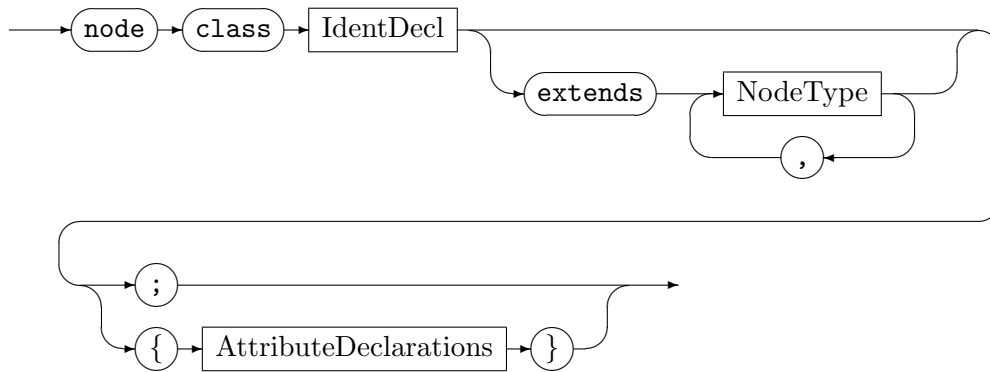 node class IdentDecl
extends NodeType
,
;
{ AttributeDeclarations }